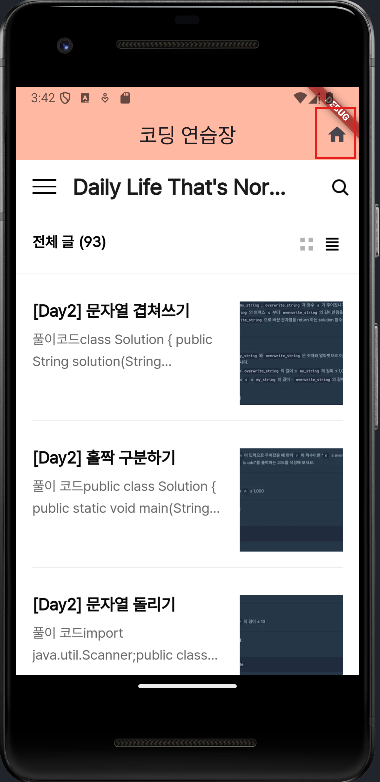 3:42
DEBUG
코딩 연습장
Daily Life That's Nor...
전체 글 (93)
[Day2] 문자열 겹쳐쓰기
풀이코드class Solution { public
String solution(String...
[Day2] 홀짝 구분하기
풀이 코드public class Solution {
public static void main(String...
[Day2] 문자열 돌리기
풀이 코드import
java.util.Scanner;public class...